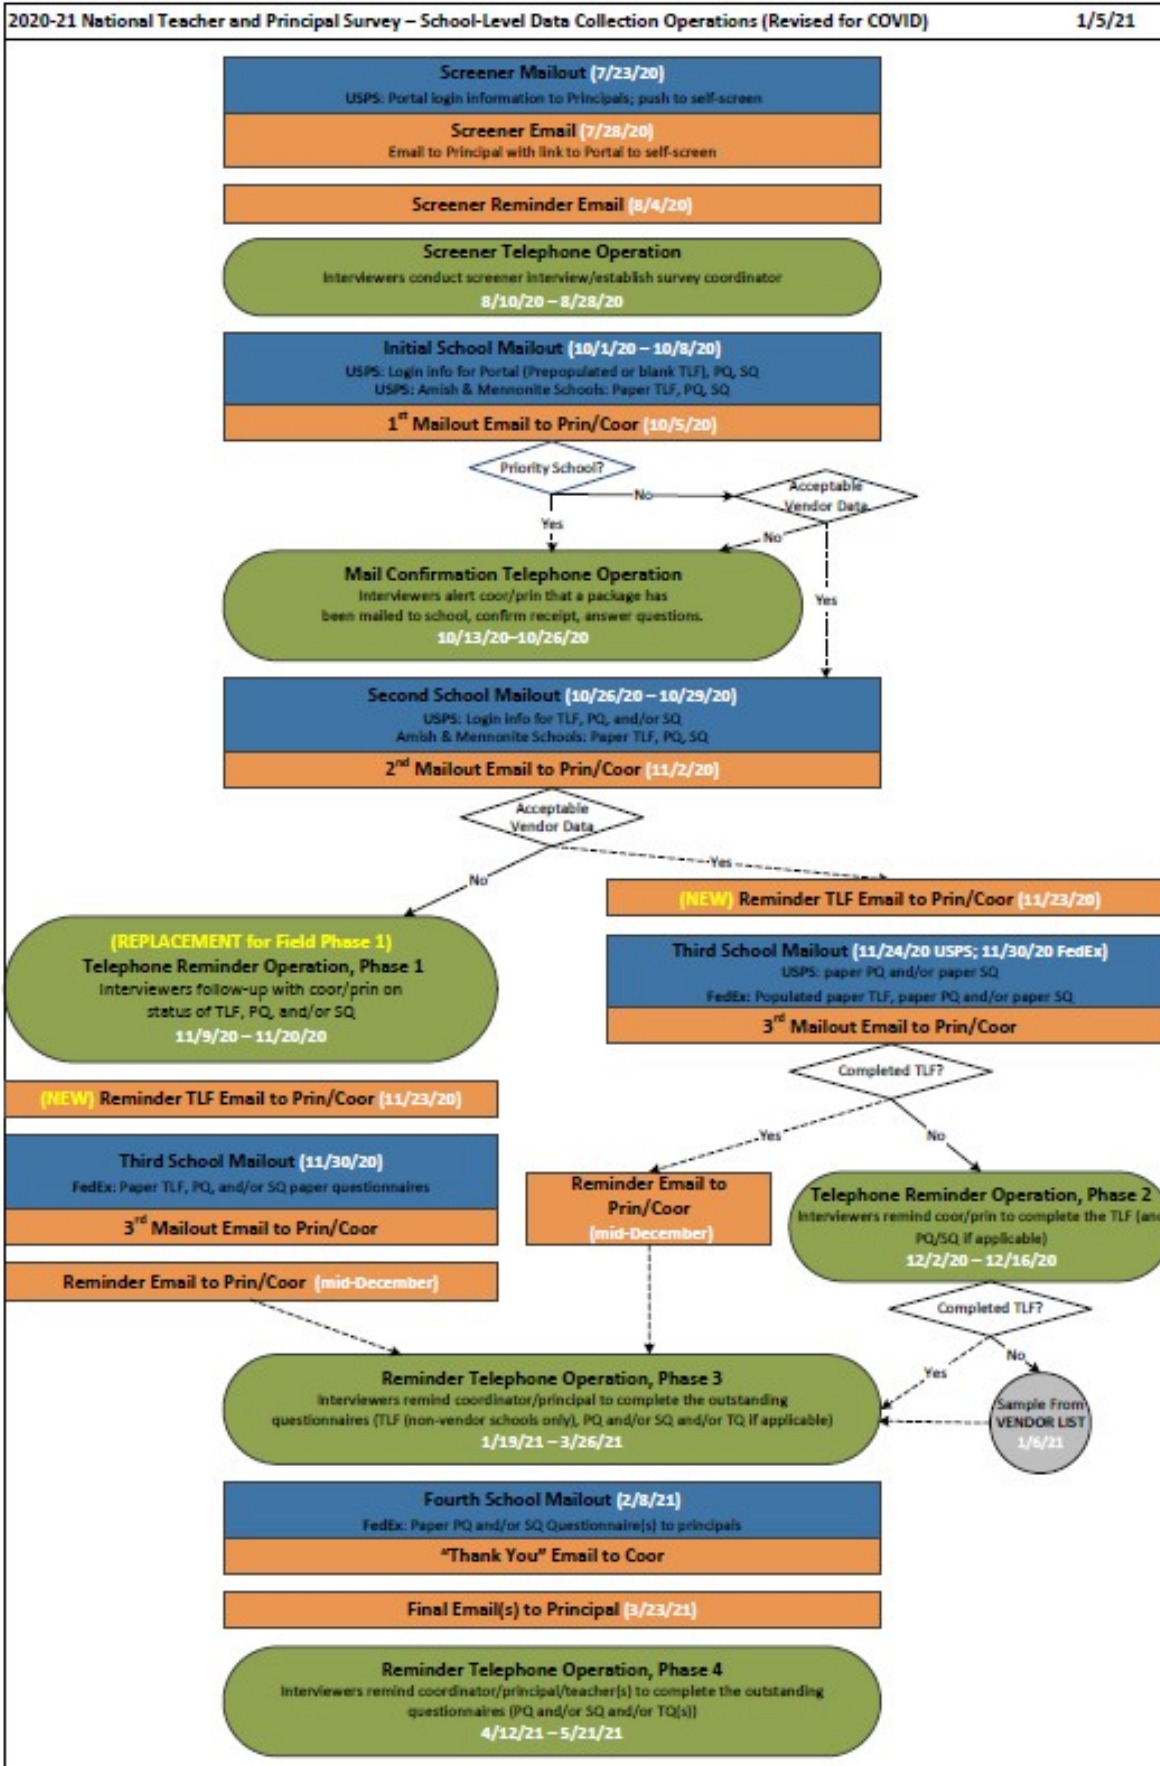 2020-21 National Teacher and Principal Survey – School-Level Data Collection Operations (Revised for COVID) 1/5/21
Screener Mailout (7/23/20)
USPS: Portal login information to Principals; push to self-screen
Screener Email (7/28/20)
Email to Principal with link to Portal to self-screen
Screener Reminder Email (8/4/20)
Screener Telephone Operation
Interviewers conduct screener interview/establish survey coordinator
8/10/20 – 8/28/20
Initial School Mailout (10/1/20 – 10/8/20)
USPS: Login info for Portal (Prepopulated or blank TLF), PQ, SQ
USPS: Amish & Mennonite Schools: Paper TLF, PQ, SQ
1st Mailout Email to Prin/Coor (10/5/20)
Priority School?
No
Acceptable
Vendor Data
Yes
No
Yes
Mail Confirmation Telephone Operation
Interviewers alert coor/prin that a package has
been mailed to school, confirm receipt, answer questions.
10/13/20–10/26/20
Second School Mailout (10/26/20 – 10/29/20)
USPS: Login info for TLF, PQ, and/or SQ
Amish & Mennonite Schools: Paper TLF, PQ, SQ
2nd Mailout Email to Prin/Coor (11/2/20)
Acceptable
Vendor Data
No
Yes
(REPLACEMENT for Field Phase 1)
Telephone Reminder Operation, Phase 1
Interviewers follow-up with coor/prin on
status of TLF, PQ, and/or SQ
11/9/20 – 11/20/20
(NEW) Reminder TLF Email to Prin/Coor (11/23/20)
Third School Mailout (11/30/20)
FedEx: Paper TLF, PQ, and/or SQ paper questionnaires
3rd Mailout Email to Prin/Coor
Reminder Email to Prin/Coor (mid-December)
(NEW) Reminder TLF Email to Prin/Coor (11/23/20)
Third School Mailout (11/24/20 USPS; 11/30/20 FedEx)
USPS: paper PQ and/or paper SQ
FedEx: Populated paper TLF, paper PQ and/or paper SQ
3rd Mailout Email to Prin/Coor
Completed TLF?
Yes
No
Reminder Email to
Prin/Coor
(mid-December)
Telephone Reminder Operation, Phase 2
Interviewers remind coor/prin to complete the TLF (and
PQ/SQ if applicable)
12/2/20 – 12/16/20
Completed TLF?
Yes
No
Sample From
VENDOR LIST
1/6/21
Reminder Telephone Operation, Phase 3
Interviewers remind coordinator/principal to complete the outstanding
questionnaires (TLF (non-vendor schools only), PQ and/or SQ and/or TQ if applicable)
1/19/21 – 3/26/21
Fourth School Mailout (2/8/21)
FedEx: Paper PQ and/or SQ Questionnaire(s) to principals
"Thank You" Email to Coor
Final Email(s) to Principal (3/23/21)
Reminder Telephone Operation, Phase 4
Interviewers remind coordinator/principal/teacher(s) to complete the outstanding
questionnaires (PQ and/or SQ and/or TQ(s))
4/12/21 – 5/21/21